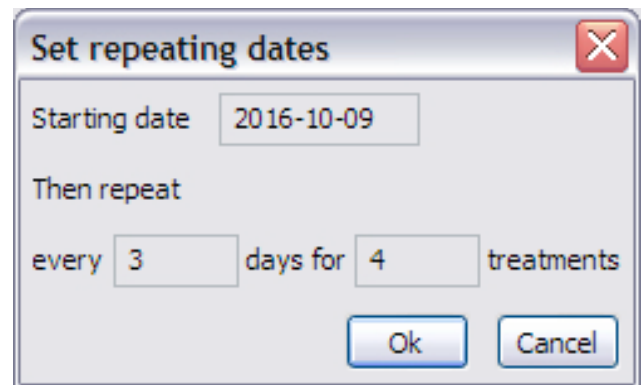 Set repeating dates
Starting date 2016-10-09
Then repeat
every 3 days for 4 treatments
Ok Cancel